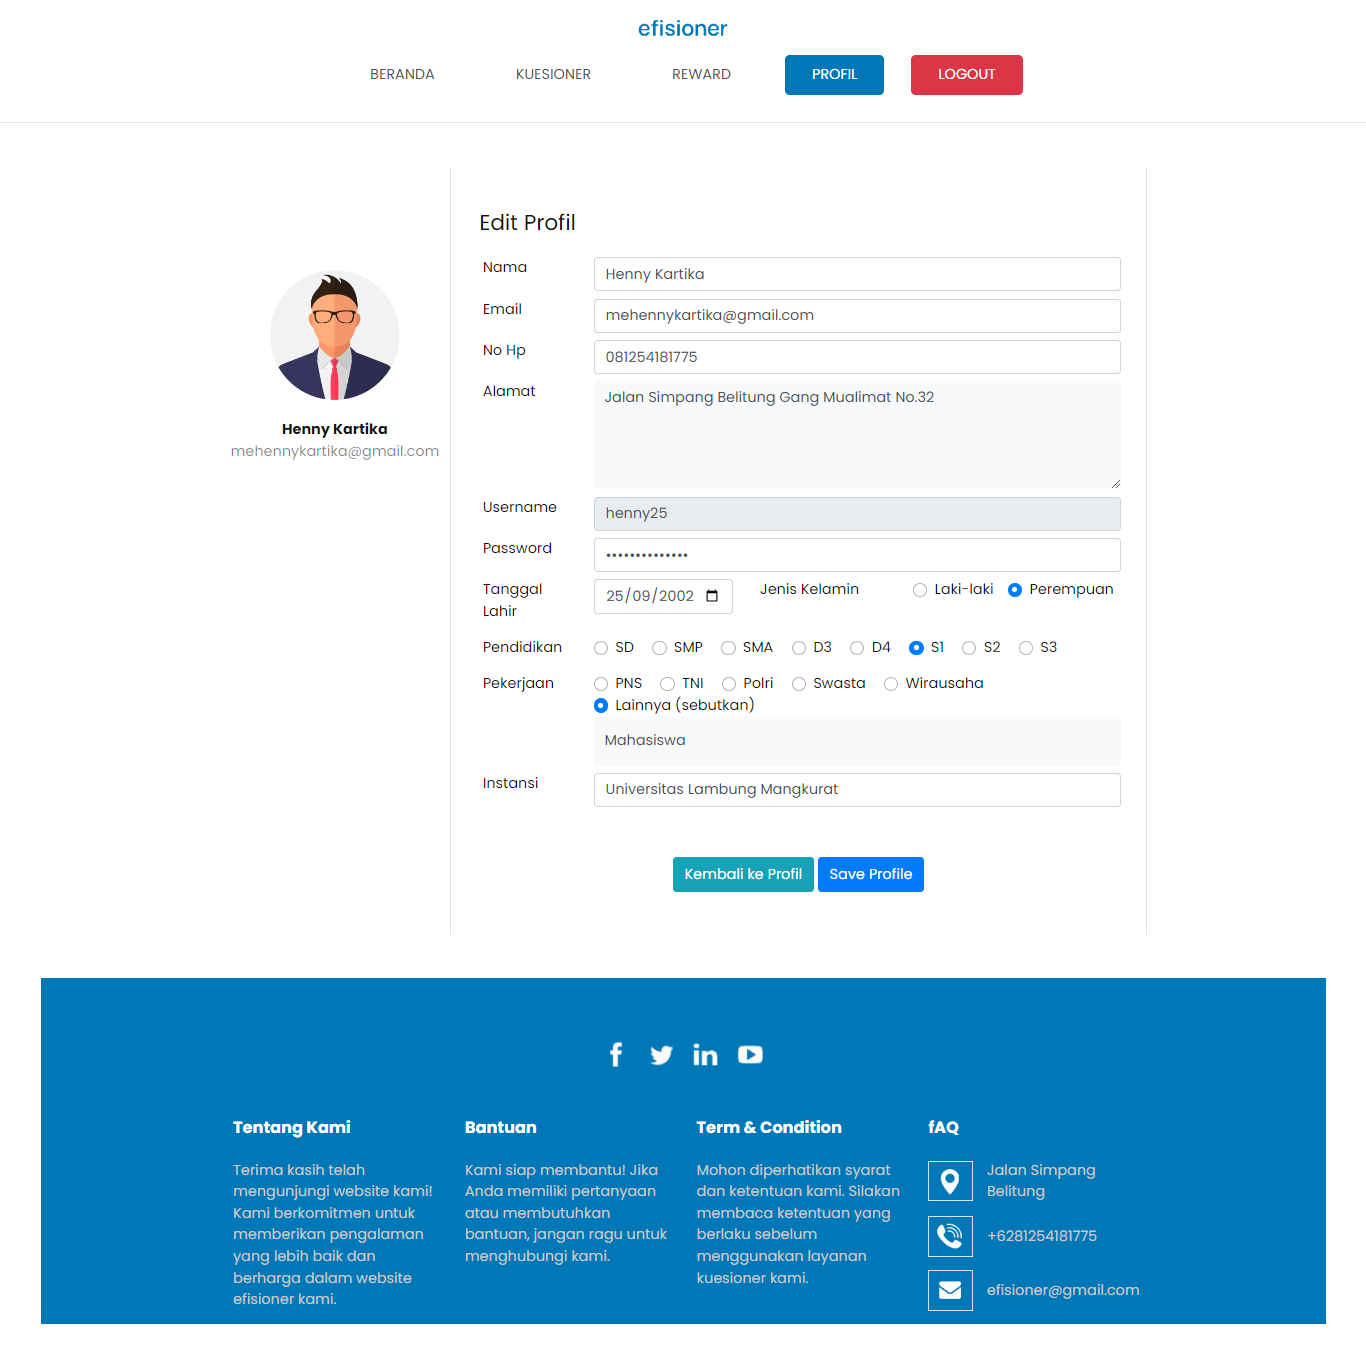 efisioner
BERANDA KUESIONER REWARD PROFIL LOGOUT
Henny Kartika
mehennykartika@gmail.com
Edit Profil
Nama Henny Kartika
Email mehennykartika@gmail.com
No Hp 081254181775
Alamat Jalan Simpang Belitung Gang Mualimat No.32
Username henny25
Password ••••••••••••••
Tanggal Lahir 25/09/2002 Jenis Kelamin Laki-laki Perempuan
Pendidikan SD SMP SMA D3 D4 S1 S2 S3
Pekerjaan PNS TNI Polri Swasta Wirausaha
Lainnya (sebutkan)
Mahasiswa
Instansi Universitas Lambung Mangkurat
Kembali ke Profil Save Profile
Tentang Kami
Terima kasih telah
mengunjungi website kami!
Kami berkomitmen untuk
memberikan pengalaman
yang lebih baik dan
berharga dalam website
efisioner kami.
Bantuan
Kami siap membantu! Jika
Anda memiliki pertanyaan
atau membutuhkan
bantuan, jangan ragu untuk
menghubungi kami.
Term & Condition
Mohon diperhatikan syarat
dan ketentuan kami. Silakan
membaca ketentuan yang
berlaku sebelum
menggunakan layanan
kuesioner kami.
fAQ
Jalan Simpang
Belitung
+6281254181775
efisioner@gmail.com